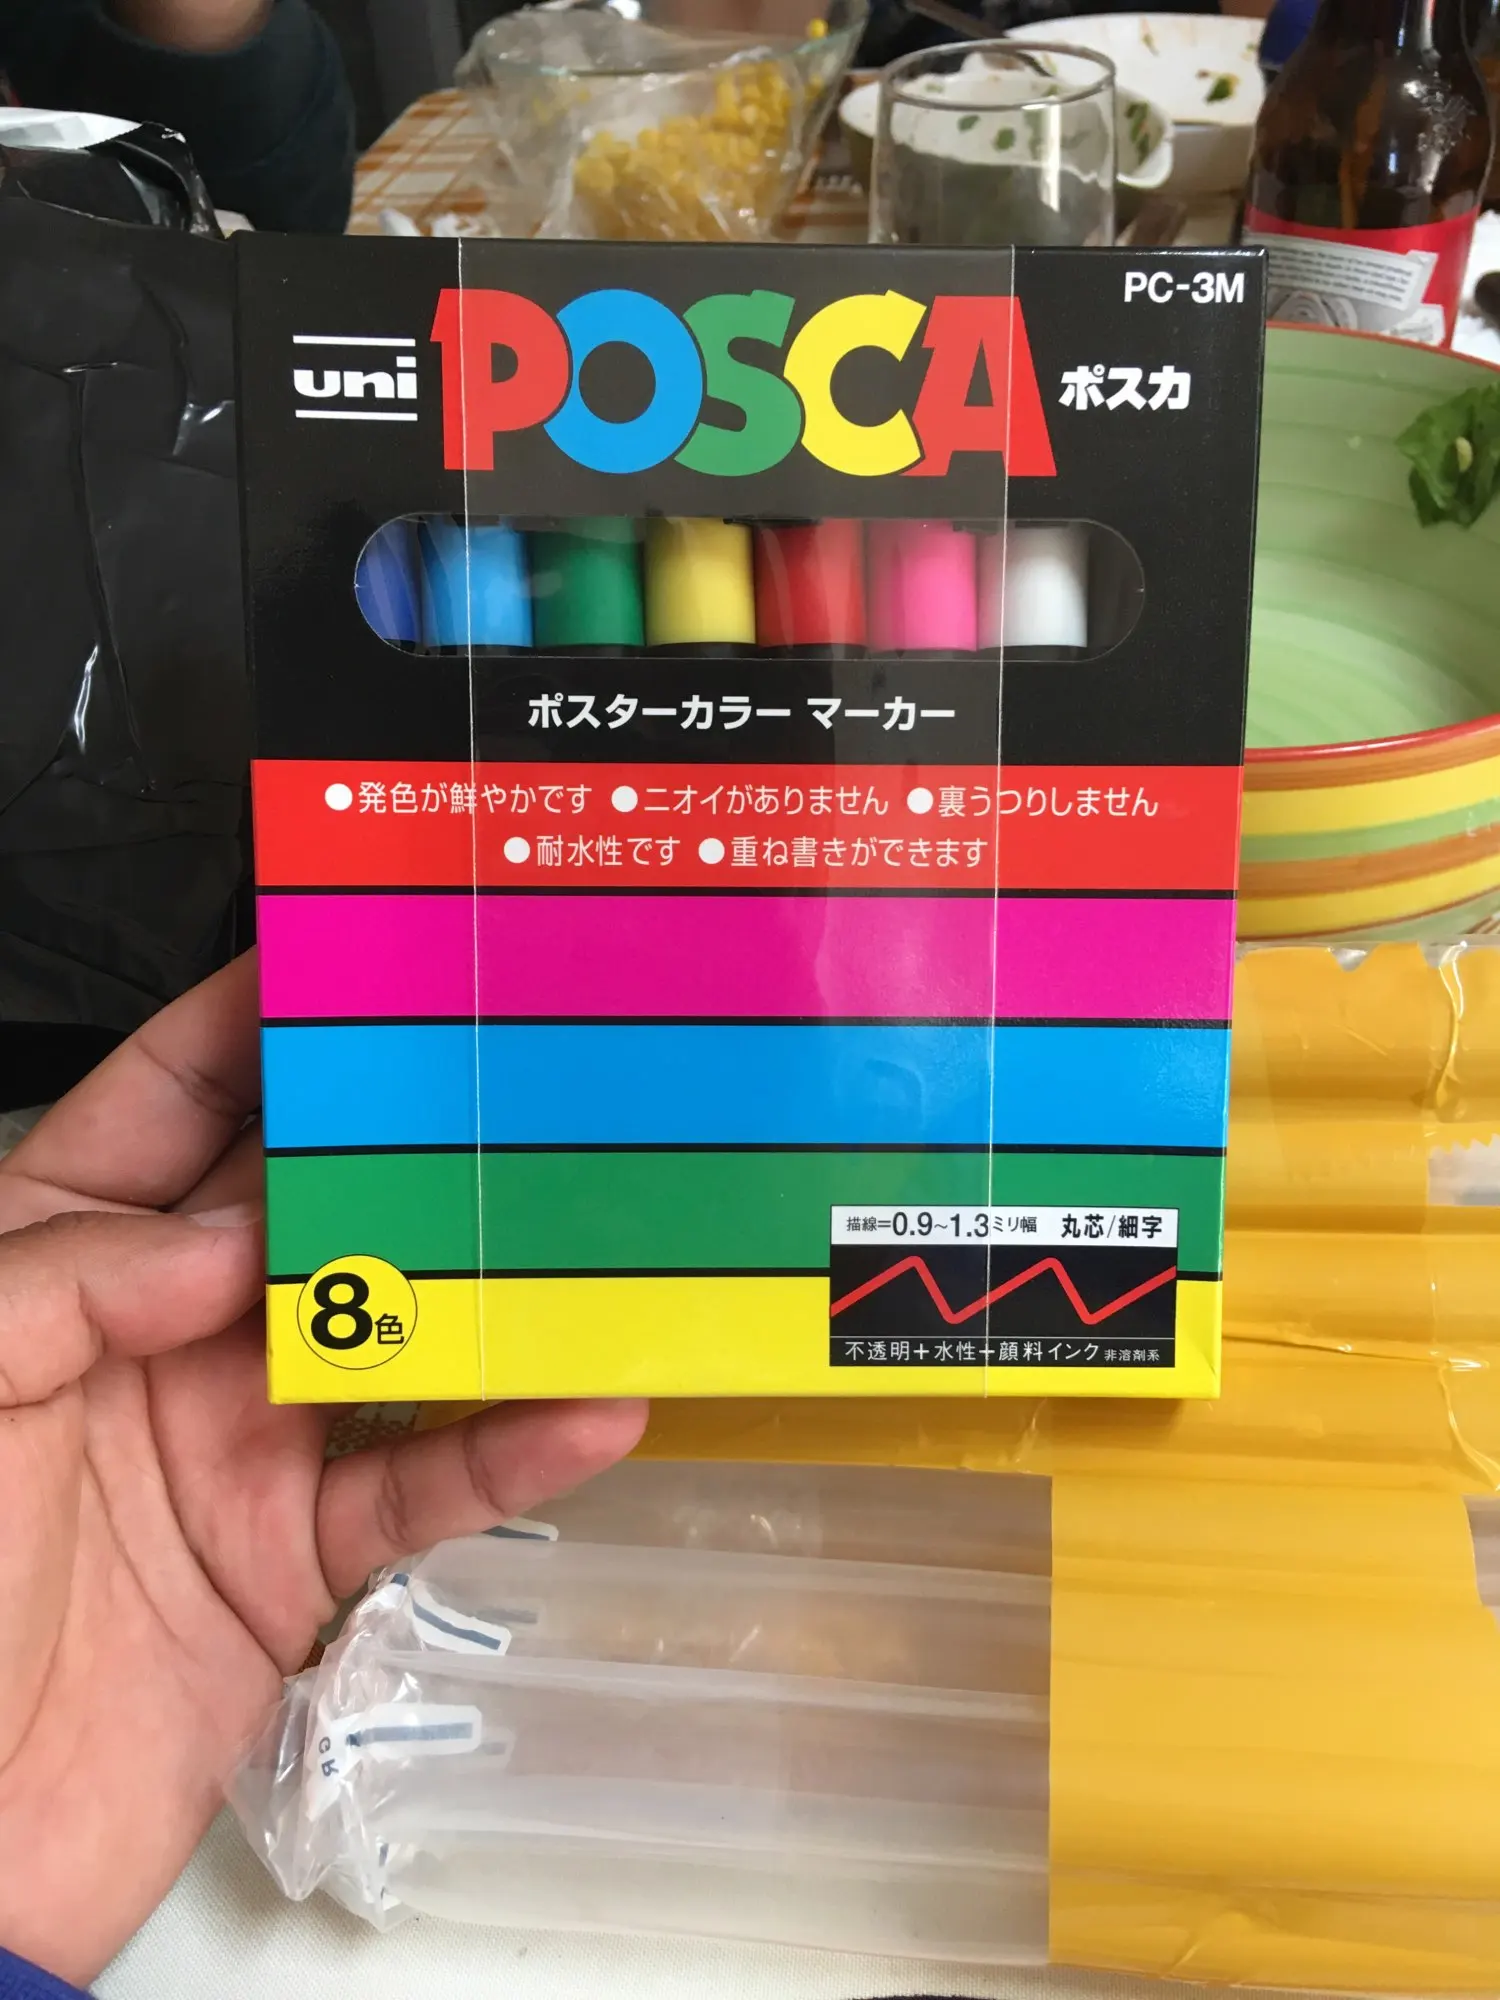 PC-3M
uni POSCA ポスカ
ポスターカラー マーカー
●発色が鮮やかです ●ニオイがありません ●裏うつりしません
●耐水性です ●重ね書きができます
描線=0.9~1.3ミリ幅 丸芯/細字
8色
不透明+水性+顔料インク 非溶剤系